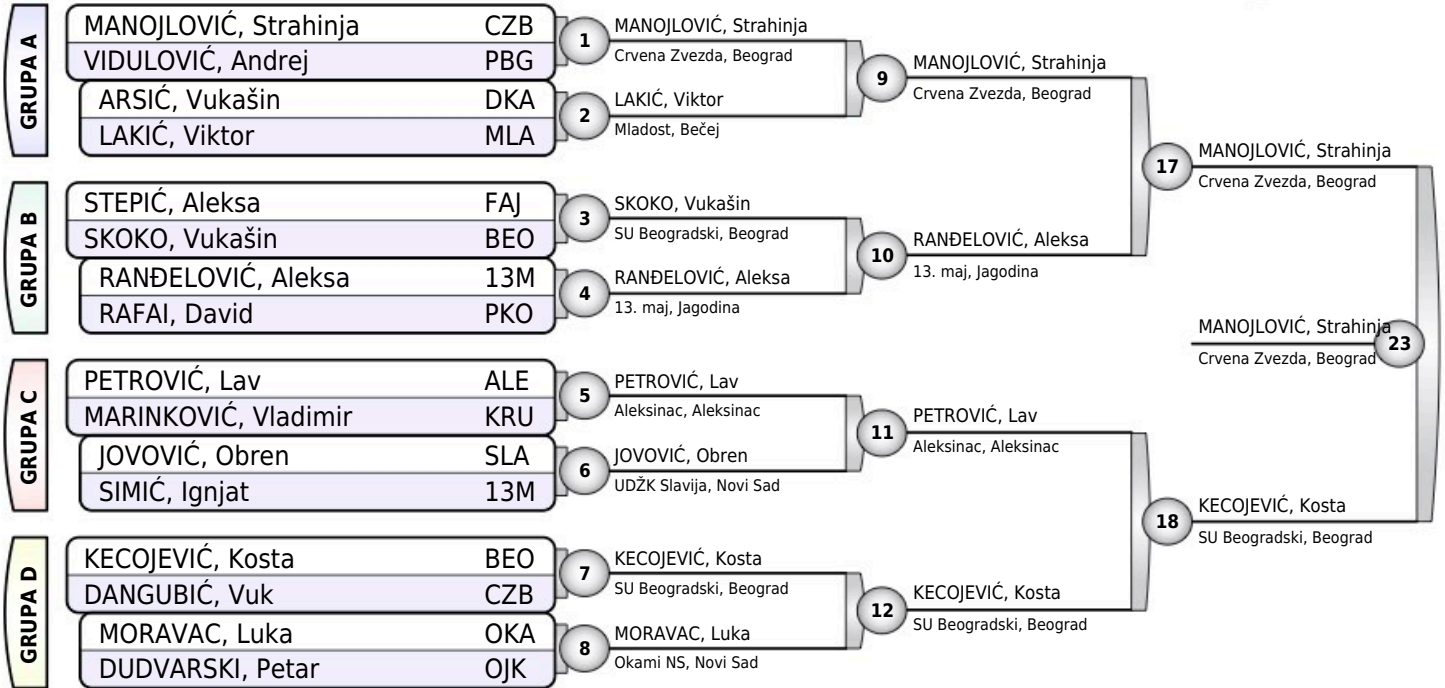 GRUPA A
MANOJLOVIĆ, Strahinja CZB
VIDULOVIĆ, Andrej PBG
ARSIĆ, Vukašin DKA
LAKIĆ, Viktor MLA
GRUPA B
STEPIĆ, Aleksa FAJ
SKOKO, Vukašin BEO
RANĐELOVIĆ, Aleksa 13M
RAFAI, David PKO
GRUPA C
PETROVIĆ, Lav ALE
MARINKOVIĆ, Vladimir KRU
JOVOVIĆ, Obren SLA
SIMIĆ, Ignjat 13M
GRUPA D
KECOJEVIĆ, Kosta BEO
DANGUBIĆ, Vuk CZB
MORAVAC, Luka OKA
DUDVARSKI, Petar OJK
1
MANOJLOVIĆ, Strahinja
Crvena Zvezda, Beograd
2
LAKIĆ, Viktor
Mladost, Bečej
3
SKOKO, Vukašin
SU Beogradski, Beograd
4
RANĐELOVIĆ, Aleksa
13. maj, Jagodina
5
PETROVIĆ, Lav
Aleksinac, Aleksinac
6
JOVOVIĆ, Obren
UDŽK Slavija, Novi Sad
7
KECOJEVIĆ, Kosta
SU Beogradski, Beograd
8
MORAVAC, Luka
Okami NS, Novi Sad
9
MANOJLOVIĆ, Strahinja
Crvena Zvezda, Beograd
10
RANĐELOVIĆ, Aleksa
13. maj, Jagodina
11
PETROVIĆ, Lav
Aleksinac, Aleksinac
12
KECOJEVIĆ, Kosta
SU Beogradski, Beograd
17
MANOJLOVIĆ, Strahinja
Crvena Zvezda, Beograd
18
KECOJEVIĆ, Kosta
SU Beogradski, Beograd
MANOJLOVIĆ, Strahinja
Crvena Zvezda, Beograd
23